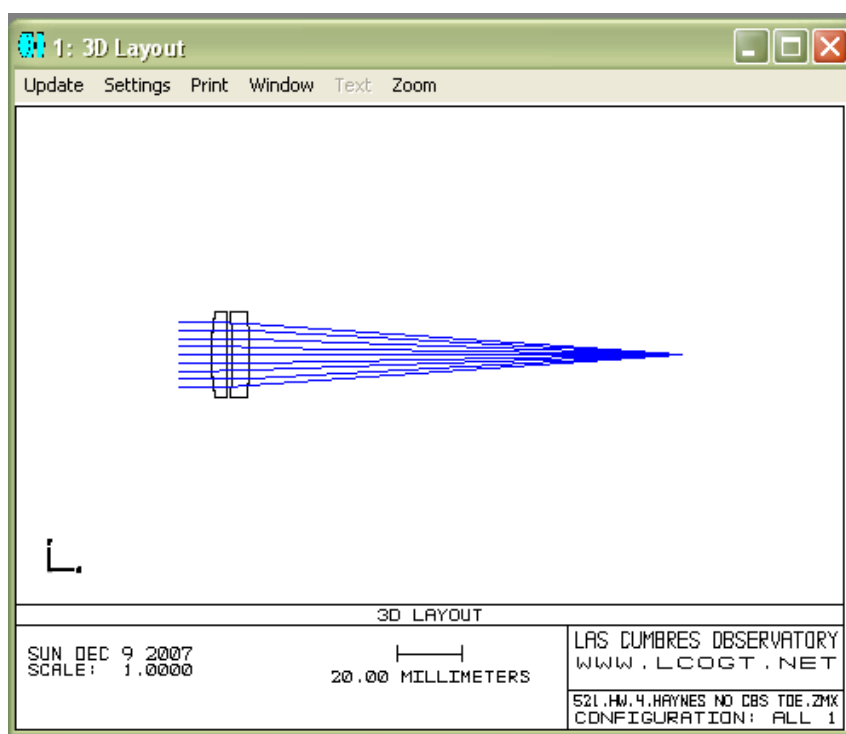 1: 3D Layout
Update Settings Print Window Text Zoom
3D LAYOUT
SUN DEC 9 2007
SCALE: 1.0000
20.00 MILLIMETERS
LAS CUMBRES OBSERVATORY
WWW.LCOGT.NET
521.HW.4.HAYNES NO CBS TOE.ZMX
CONFIGURATION: ALL 1